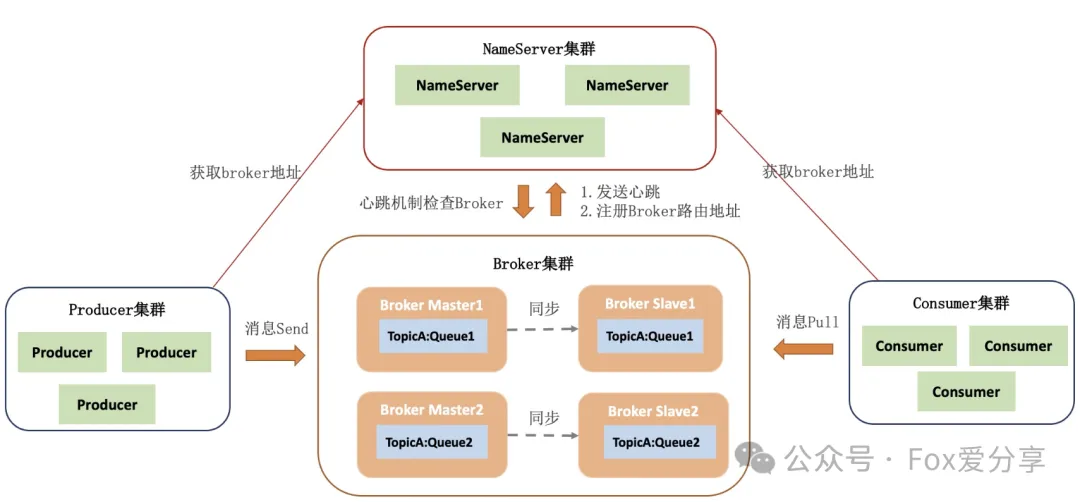 NameServer集群
NameServer
NameServer
NameServer
获取broker地址
获取broker地址
心跳机制检查Broker
1. 发送心跳
2. 注册Broker路由地址
Broker集群
Producer集群
Producer
Producer
Producer
消息Send
Broker Master1
TopicA:Queue1
同步
Broker Slave1
TopicA:Queue1
Broker Master2
TopicA:Queue2
同步
Broker Slave2
TopicA:Queue2
消息Pull
Consumer集群
Consumer
Consumer
Consumer
公众号 · Fox爱分享